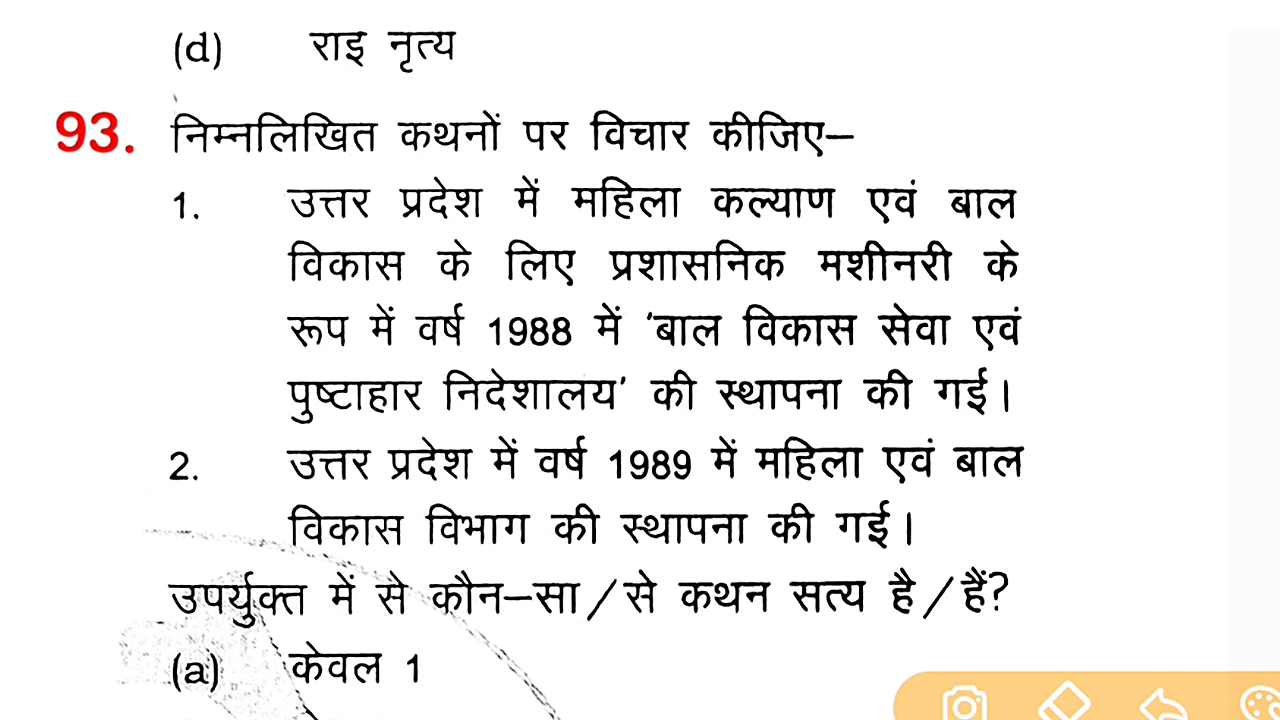 (d) राइ नृत्य
93. निम्नलिखित कथनों पर विचार कीजिए–
1. उत्तर प्रदेश में महिला कल्याण एवं बाल
विकास के लिए प्रशासनिक मशीनरी के
रूप में वर्ष 1988 में 'बाल विकास सेवा एवं
पुष्टाहार निदेशालय' की स्थापना की गई।
2. उत्तर प्रदेश में वर्ष 1989 में महिला एवं बाल
विकास विभाग की स्थापना की गई।
उपर्युक्त में से कौन–सा/से कथन सत्य है/हैं?
(a) केवल 1